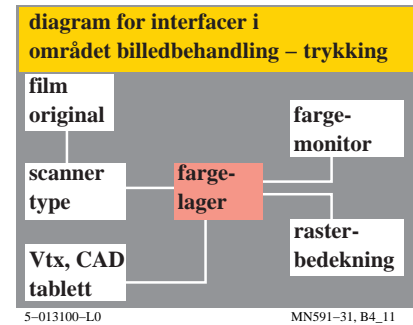 diagram for interfacer i
området billedbehandling – trykking
film
original
farge-
monitor
scanner
type
farge-
lager
raster-
bedekning
Vtx, CAD
tablett
5–013100–L0
MN591–31, B4_11